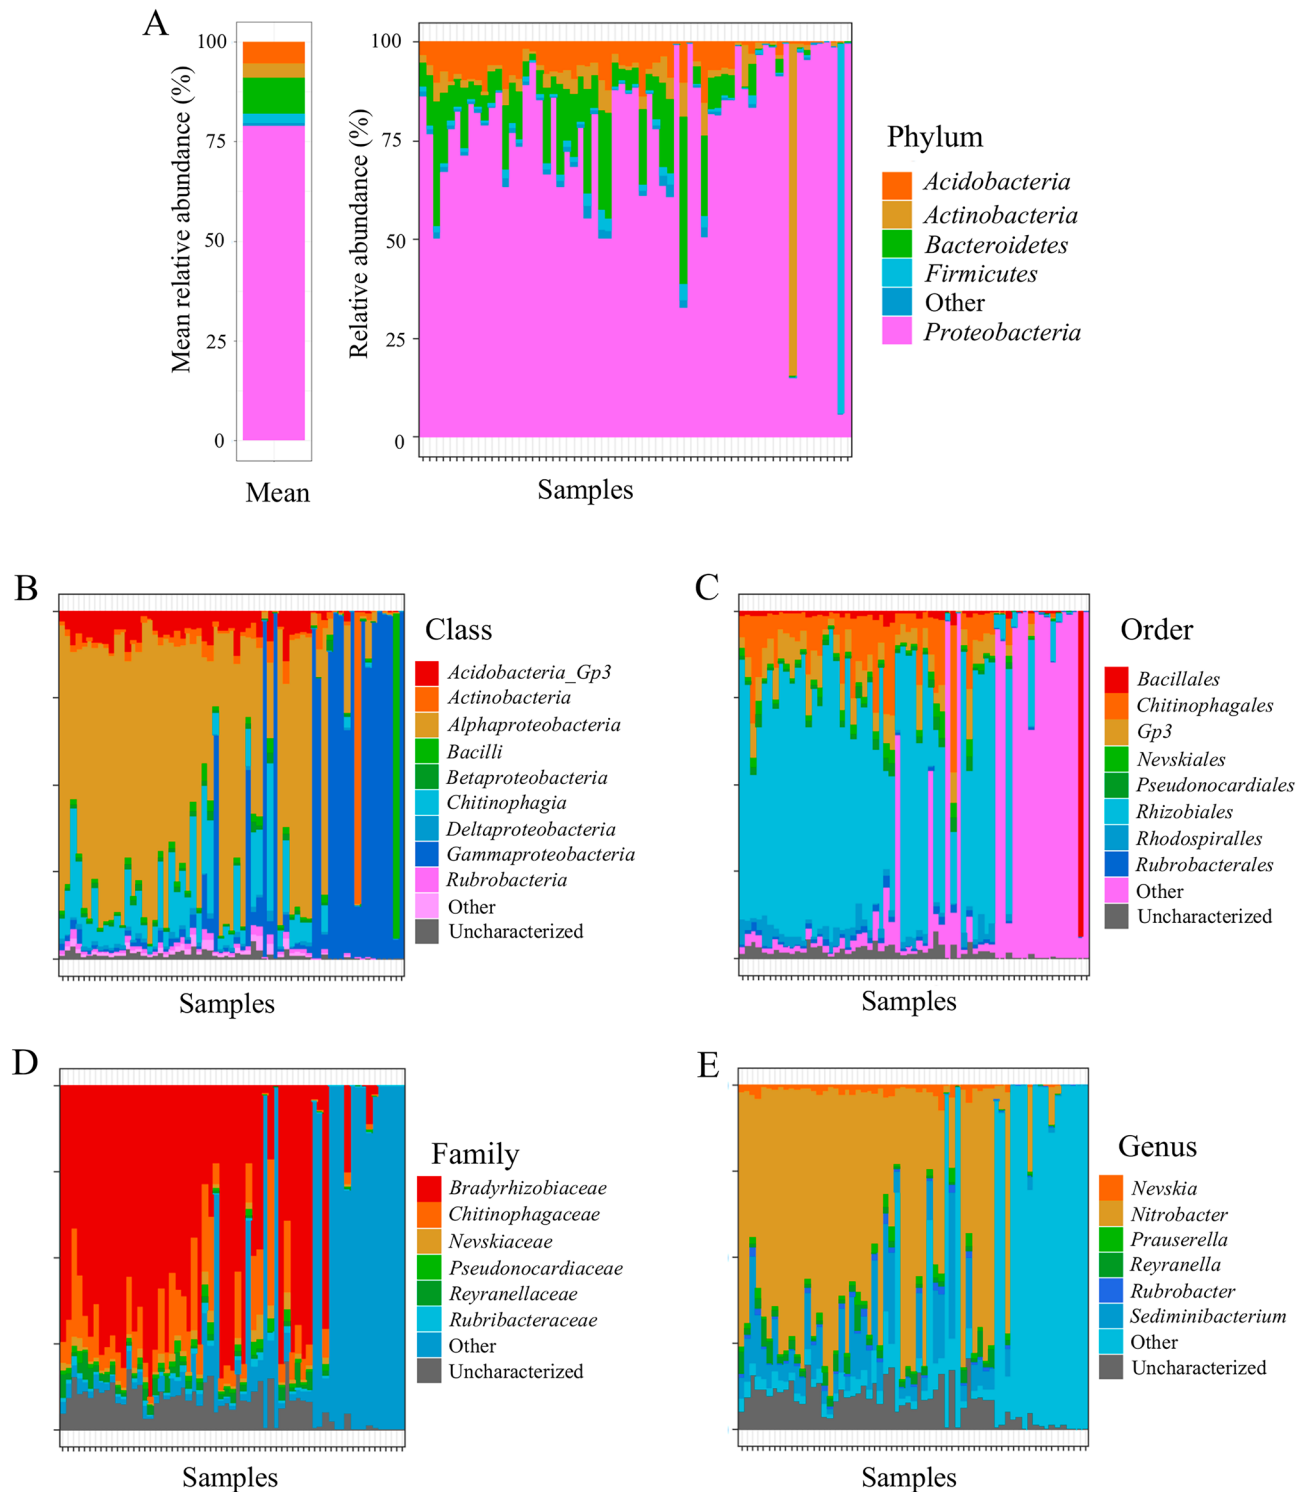 A
Mean relative abundance (%)
100
75
50
25
0
Mean
Relative abundance (%)
100
75
50
25
0
Samples
Phylum
Acidobacteria
Actinobacteria
Bacteroidetes
Firmicutes
Other
Proteobacteria
B
Samples
Class
Acidobacteria_Gp3
Actinobacteria
Alphaproteobacteria
Bacilli
Betaproteobacteria
Chitinophagia
Deltaproteobacteria
Gammaproteobacteria
Rubrobacteria
Other
Uncharacterized
C
Samples
Order
Bacillales
Chitinophagales
Gp3
Nevskiales
Pseudonocardiales
Rhizobiales
Rhodospiralles
Rubrobacterales
Other
Uncharacterized
D
Samples
Family
Bradyrhizobiaceae
Chitinophagaceae
Nevskiaceae
Pseudonocardiaceae
Reyranellaceae
Rubribacteraceae
Other
Uncharacterized
E
Samples
Genus
Nevskia
Nitrobacter
Prauserella
Reyranella
Rubrobacter
Sediminibacterium
Other
Uncharacterized